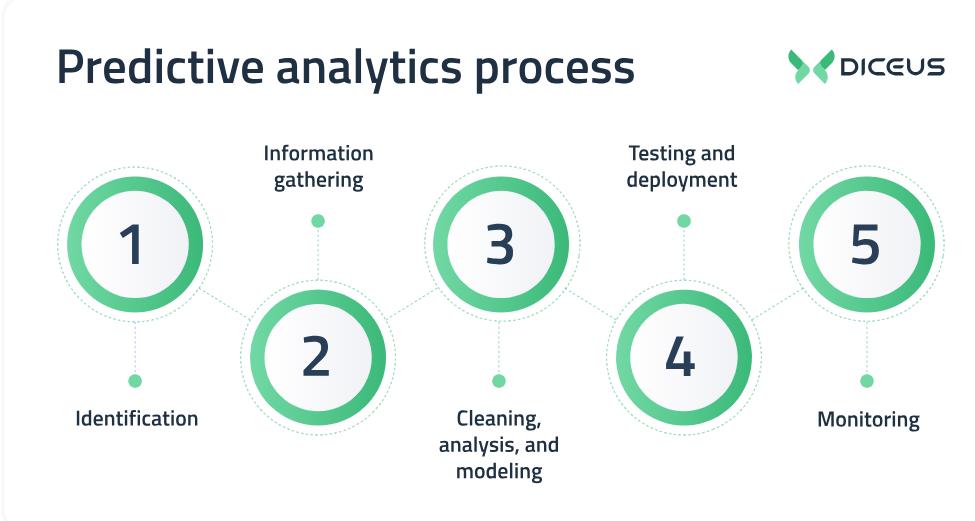 Predictive analytics process
DICEUS
1
Identification
Information
gathering
2
3
Cleaning,
analysis, and
modeling
Testing and
deployment
4
5
Monitoring